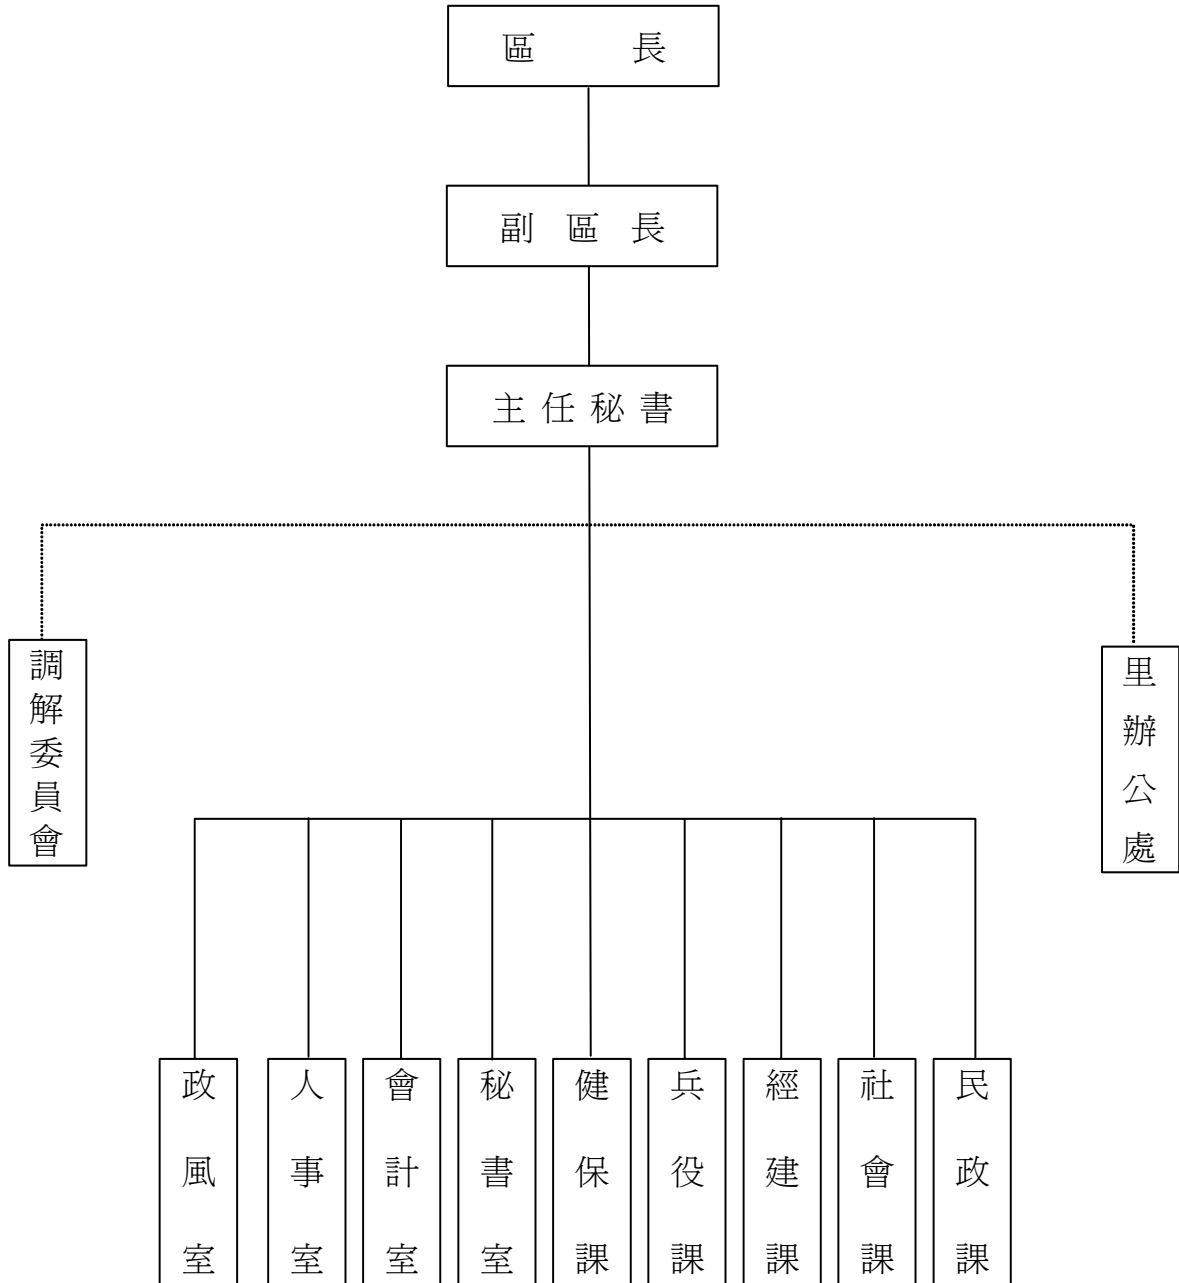 區長
副區長
主任秘書
調解委員會
里辦公處
政風室
人事室
會計室
秘書室
健保課
兵役課
經建課
社會課
民政課